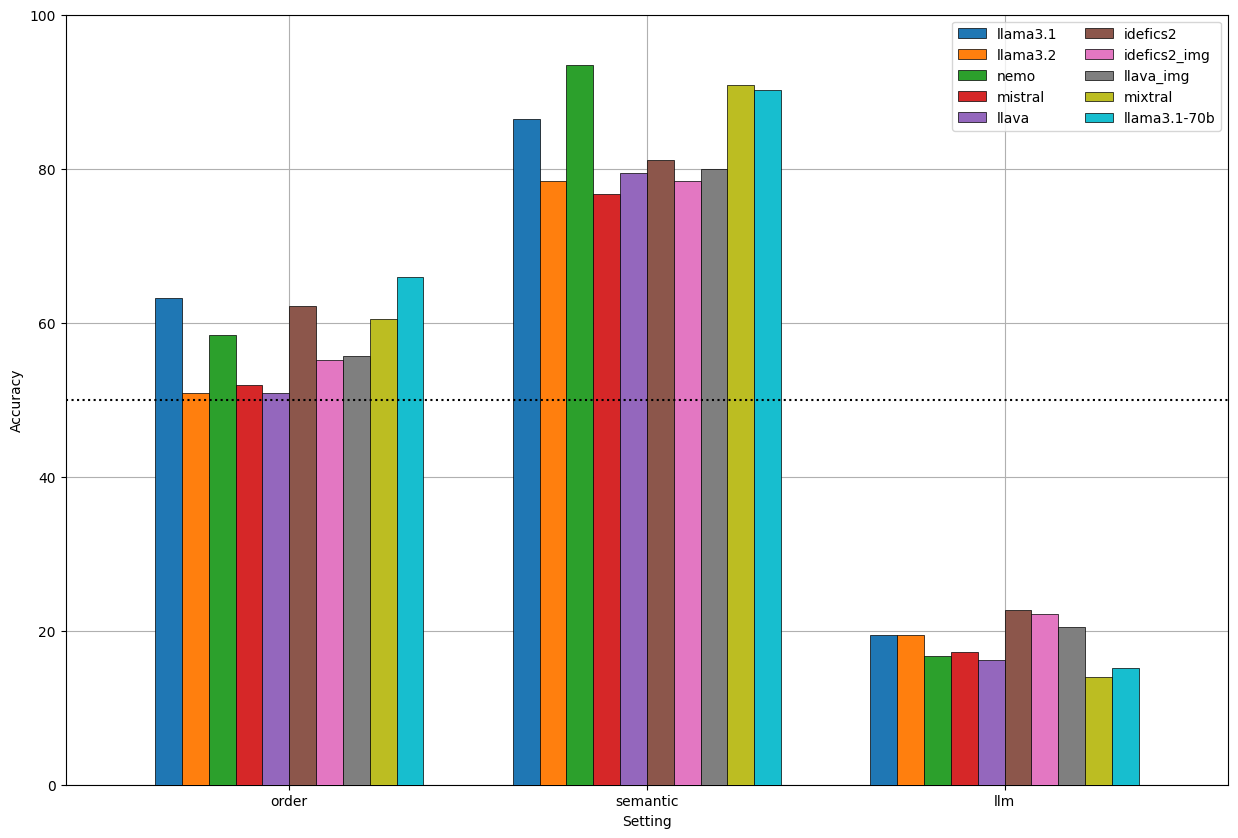 100
80
60
40
20
0
Accuracy
order
semantic
llm
Setting
llama3.1
llama3.2
nemo
mistral
llava
idefics2
idefics2_img
llava_img
mixtral
llama3.1-70b